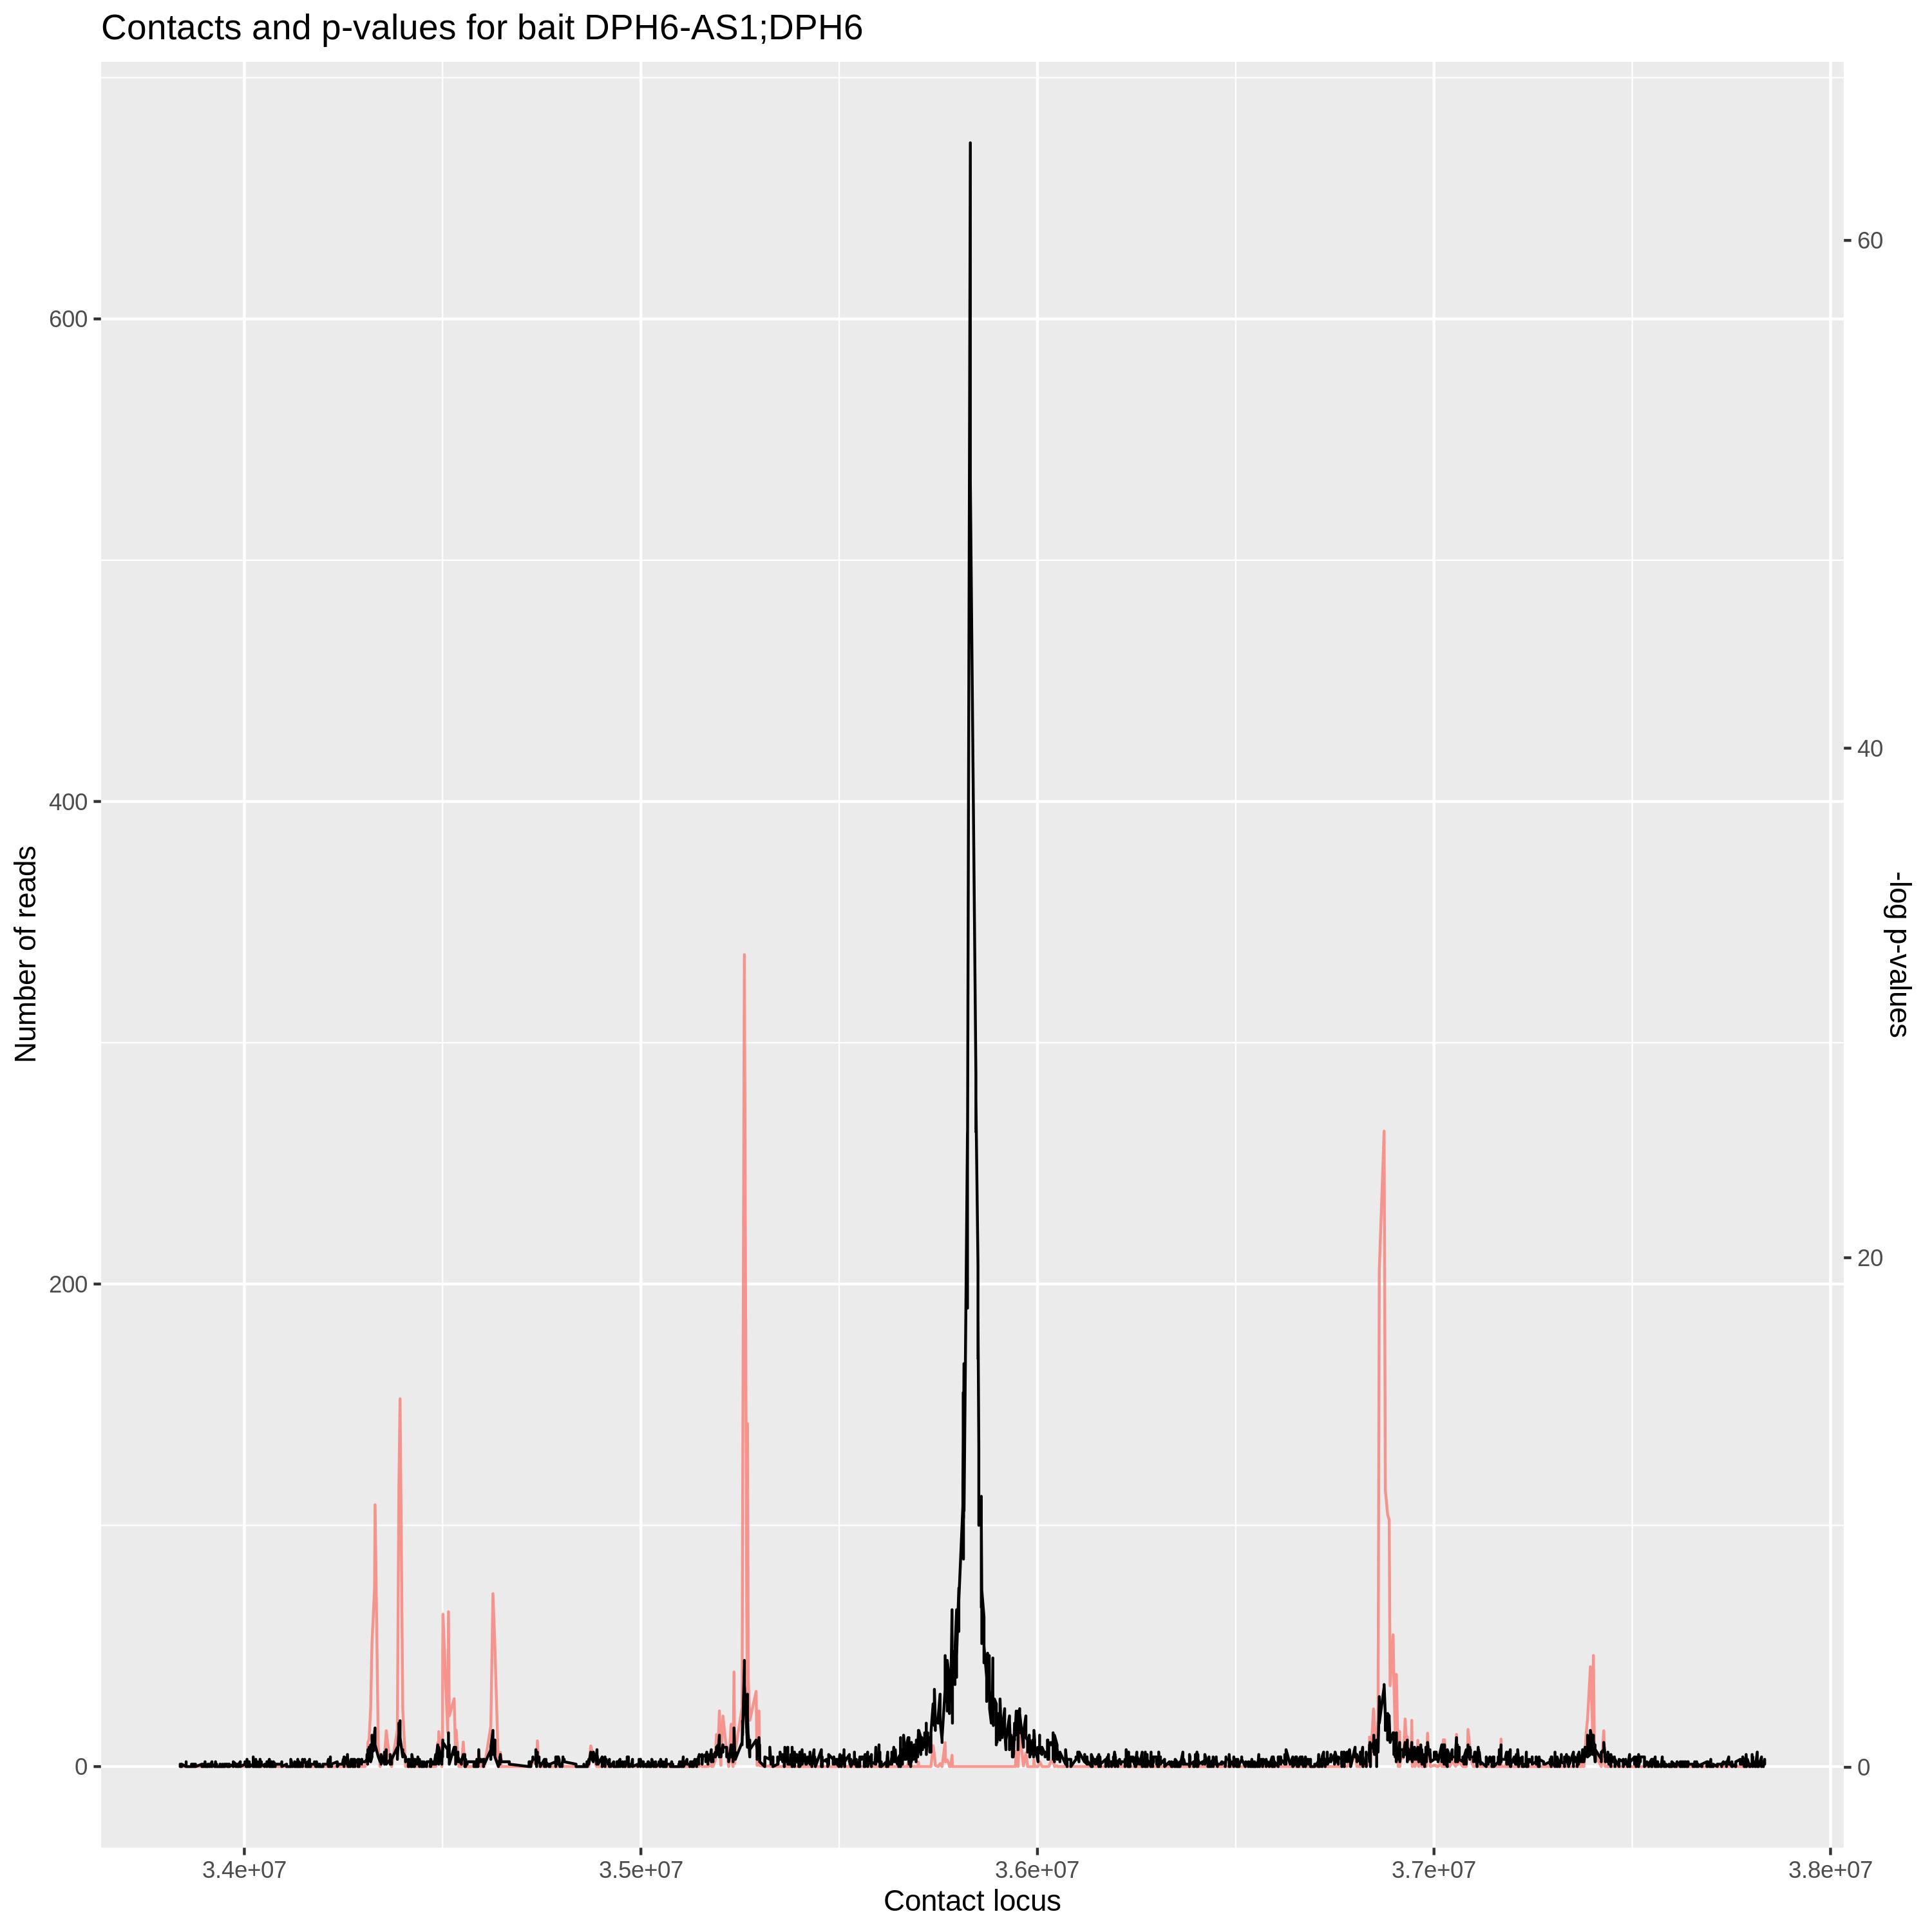 Contacts and p-values for bait DPH6-AS1;DPH6
Number of reads
600
400
200
0
60
40
20
0
-log p-values
3.4e+07
3.5e+07
3.6e+07
3.7e+07
3.8e+07
Contact locus